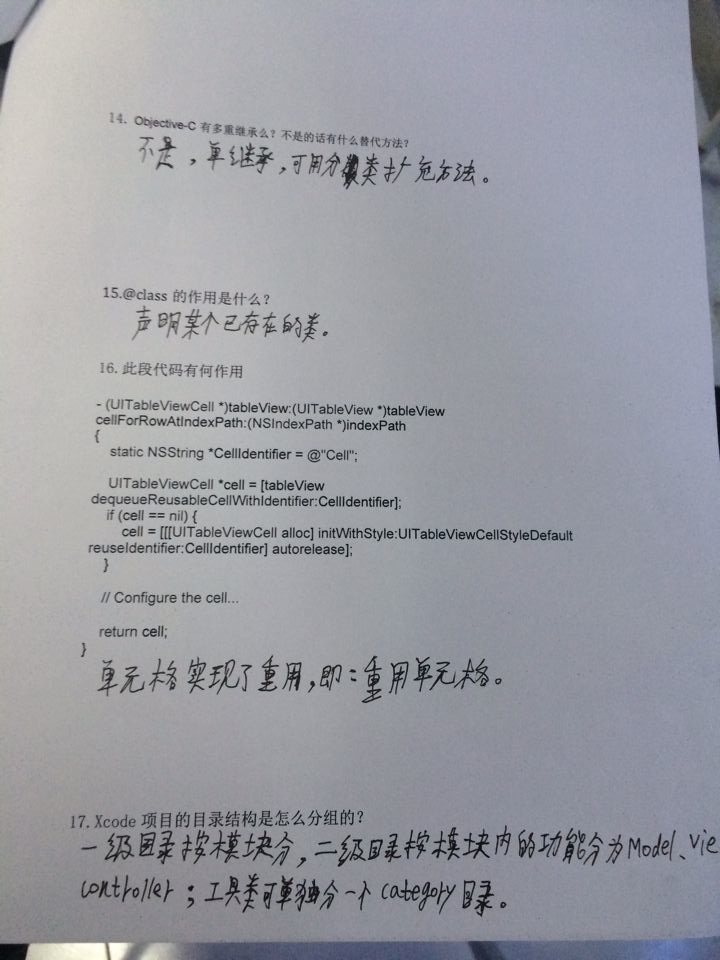 14. Objective-C 有多重继承么？不是的话有什么替代方法？
不是，单继承，可用分类扩充方法。
15.@class 的作用是什么？
声明某个已存在的类。
16. 此段代码有何作用
- (UITableViewCell *)tableView:(UITableView *)tableView
cellForRowAtIndexPath:(NSIndexPath *)indexPath
{
static NSString *CellIdentifier = @"Cell";
UITableViewCell *cell = [tableView
dequeueReusableCellWithIdentifier:CellIdentifier];
if (cell == nil) {
cell = [[[UITableViewCell alloc] initWithStyle:UITableViewCellStyleDefault
reuseIdentifier:CellIdentifier] autorelease];
}
// Configure the cell...
return cell;
}
单元格实现了重用，即：重用单元格。
17. Xcode 项目的目录结构是怎么分组的？
一级目录按模块分，二级目录按模块内的功能分为Model、Vie
controller；工具类可单独分一个category目录。